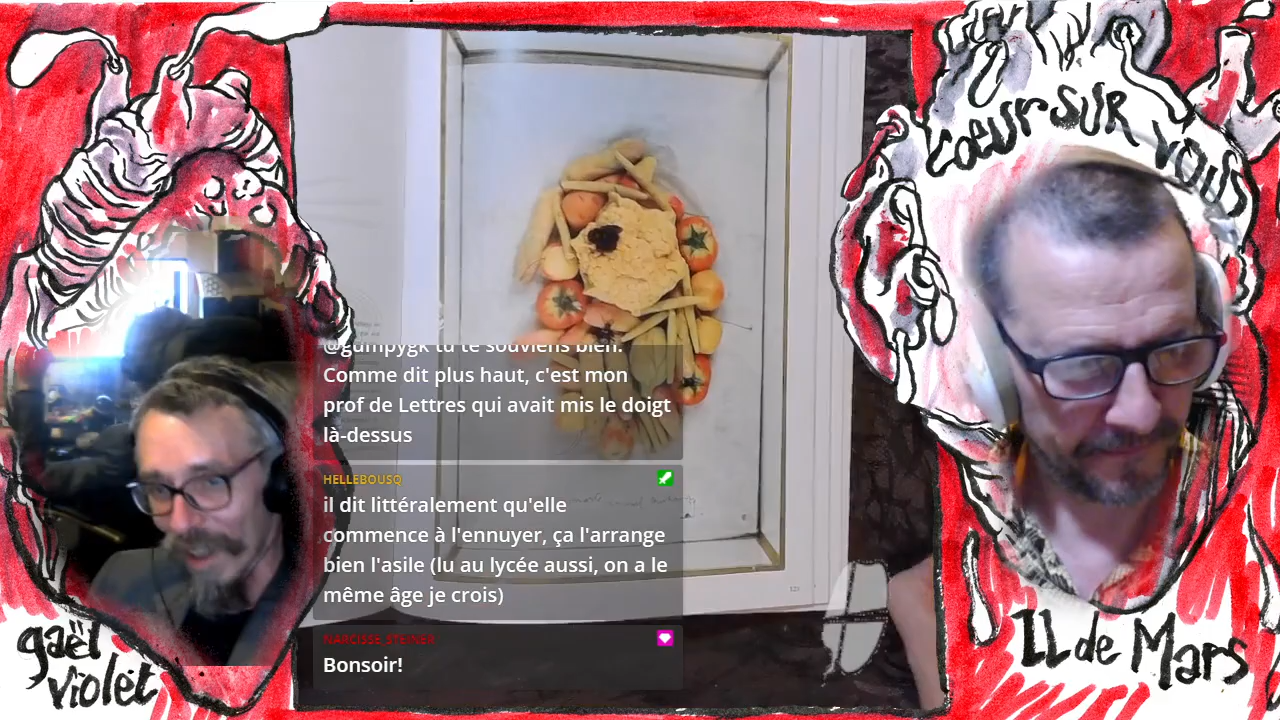 cœur SUR VOUS
@gumpygk tu te souviens bien.
Comme dit plus haut, c'est mon
prof de Lettres qui avait mis le doigt
là-dessus
HELLEBOUSQ
il dit littéralement qu'elle
commence à l'ennuyer, ça l'arrange
bien l'asile (lu au lycée aussi, on a le
même âge je crois)
NARCISSE_STEINER
Bonsoir!
gaël
violet
LL de Mars